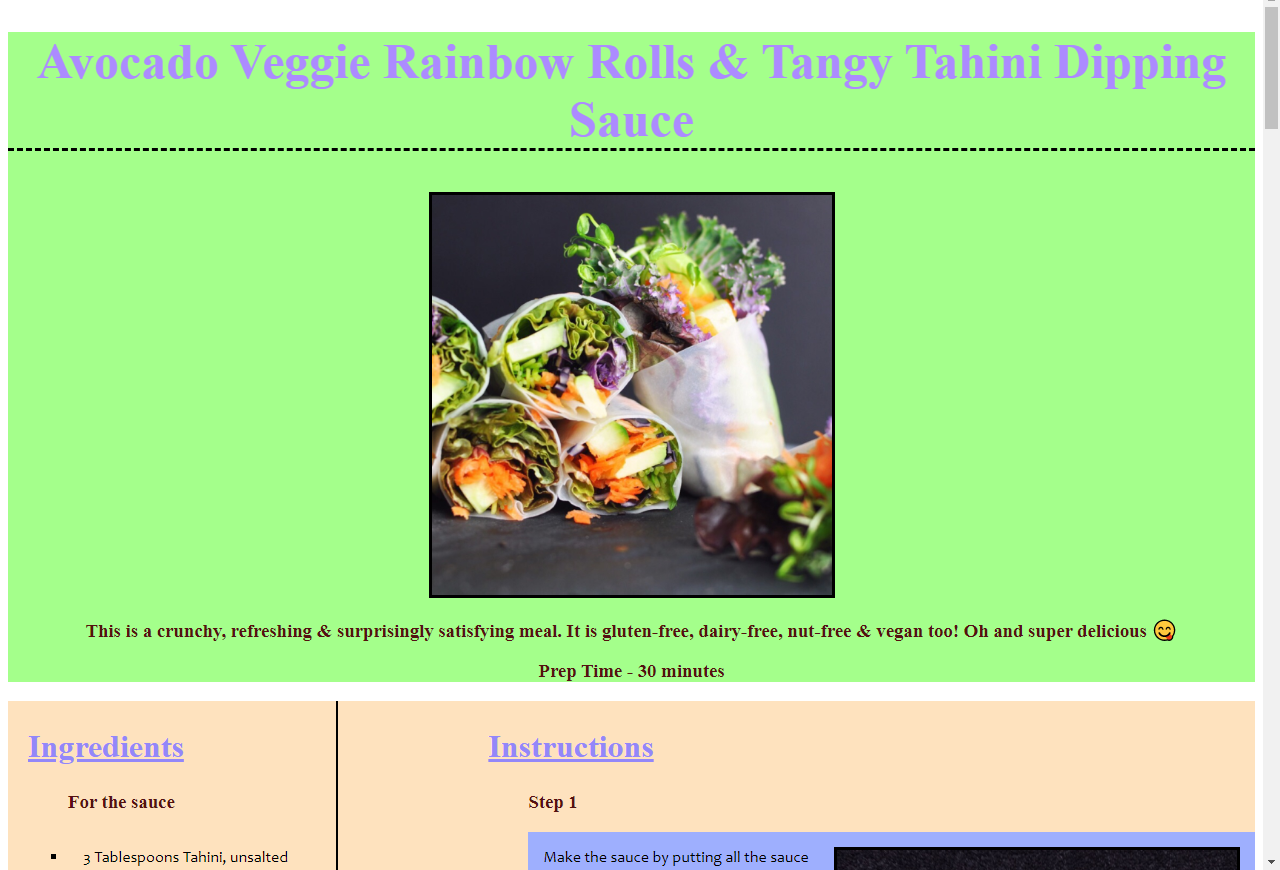 Avocado Veggie Rainbow Rolls & Tangy Tahini Dipping
Sauce
This is a crunchy, refreshing & surprisingly satisfying meal. It is gluten-free, dairy-free, nut-free & vegan too! Oh and super delicious 😋
Prep Time - 30 minutes
Ingredients
For the sauce
3 Tablespoons Tahini, unsalted
Instructions
Step 1
Make the sauce by putting all the sauce